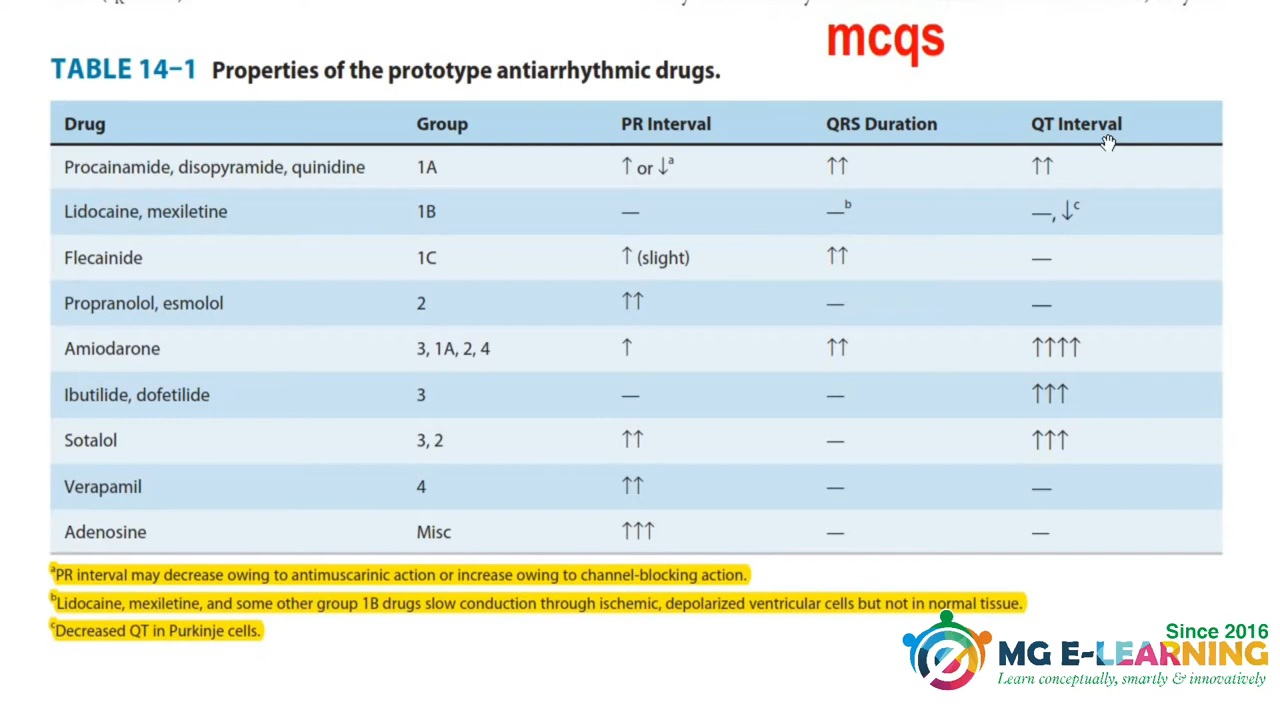 mcqs
TABLE 14–1 Properties of the prototype antiarrhythmic drugs.
Drug Group PR Interval QRS Duration QT Interval
Procainamide, disopyramide, quinidine 1A ↑ or ↓a ↑↑ ↑↑
Lidocaine, mexiletine 1B — —b —, ↓c
Flecainide 1C ↑ (slight) ↑↑ —
Propranolol, esmolol 2 ↑↑ — —
Amiodarone 3, 1A, 2, 4 ↑ ↑↑ ↑↑↑↑
Ibutilide, dofetilide 3 — — ↑↑↑
Sotalol 3, 2 ↑↑ — ↑↑↑
Verapamil 4 ↑↑ — —
Adenosine Misc ↑↑↑ — —
aPR interval may decrease owing to antimuscarinic action or increase owing to channel-blocking action.
bLidocaine, mexiletine, and some other group 1B drugs slow conduction through ischemic, depolarized ventricular cells but not in normal tissue.
cDecreased QT in Purkinje cells.
Since 2016
MG E-LEARNING
Learn conceptually, smartly & innovatively